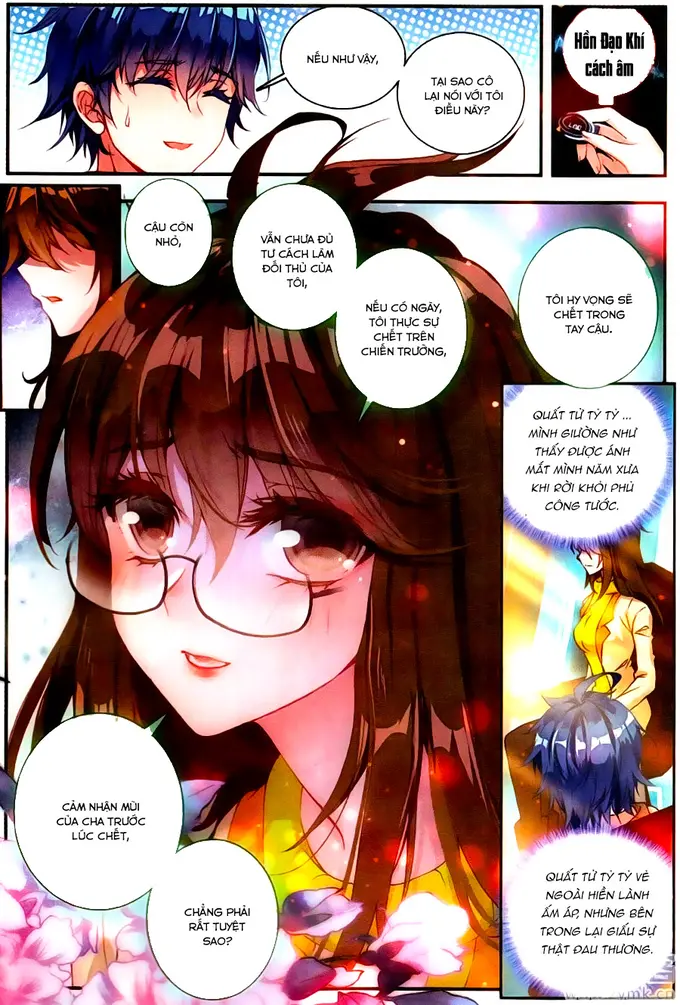 NẾU NHƯ VẬY,
TẠI SAO CÔ
LẠI NÓI VỚI TÔI
ĐIỀU NÀY?
Hồn Đạo Khí
cách âm
CẬU CÒN
NHỎ,
VẪN CHƯA ĐỦ
TƯ CÁCH LÀM
ĐỐI THỦ CỦA
TÔI,
NẾU CÓ NGÀY,
TÔI THỰC SỰ
CHẾT TRÊN
CHIẾN TRƯỜNG,
TÔI HY VỌNG SẼ
CHẾT TRONG
TAY CẬU.
QUẤT TỬ TỶ TỶ ...
MÌNH GIƯỜNG NHƯ
THẤY ĐƯỢC ÁNH
MẮT MÌNH NĂM XƯA
KHI RỜI KHỎI PHỦ
CÔNG TƯỚC.
CẢM NHẬN MÙI
CỦA CHA TRƯỚC
LÚC CHẾT,
CHẲNG PHẢI
RẤT TUYỆT
SAO?
QUẤT TỬ TỶ TỶ VẺ
NGOÀI HIỀN LÀNH
ẤM ÁP, NHƯNG BÊN
TRONG LẠI GIẤU SỰ
THẬT ĐAU THƯƠNG.